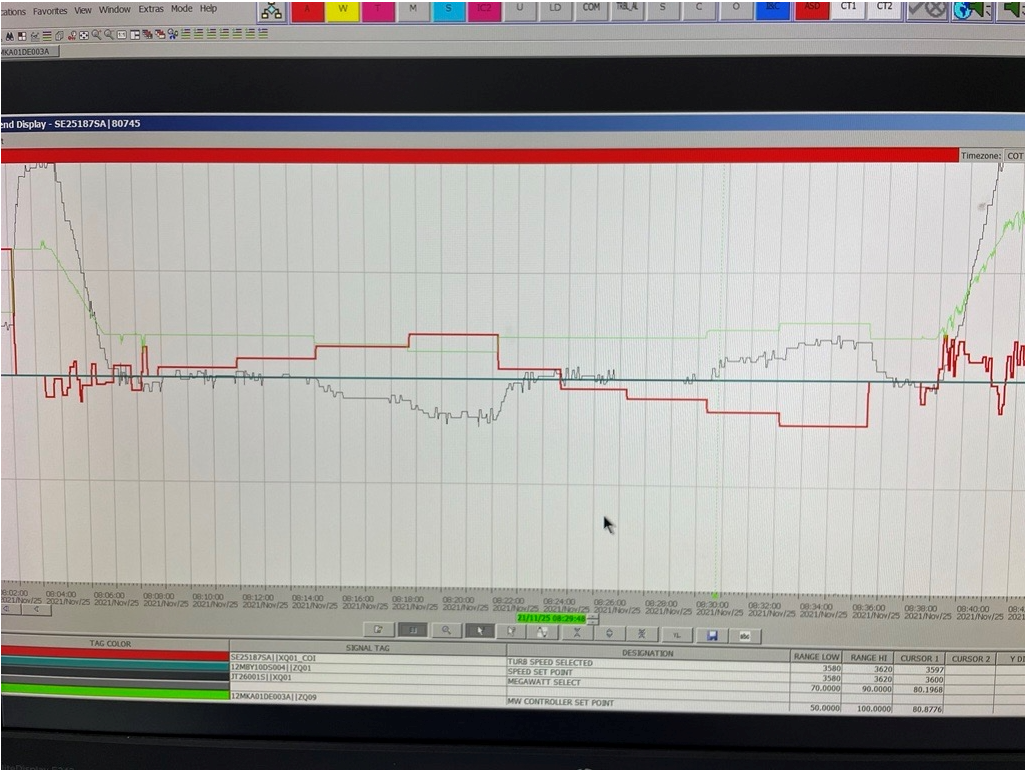 cations Favorites View Window Extras Mode Help
A W T M S IC2 U LD COM S C O I&C ASD CT1 CT2
MKA01DE003A
end Display - SE25187SA|80745
Timezone: COT
08:02:00 08:04:00 08:06:00 08:08:00 08:10:00 08:12:00 08:14:00 08:16:00 08:18:00 08:20:00 08:22:00 08:24:00 08:26:00 08:28:00 08:30:00 08:32:00 08:34:00 08:36:00 08:38:00 08:40:00
2021/Nov/25 2021/Nov/25 2021/Nov/25 2021/Nov/25 2021/Nov/25 2021/Nov/25 2021/Nov/25 2021/Nov/25 2021/Nov/25 2021/Nov/25 2021/Nov/25 2021/Nov/25 2021/Nov/25 2021/Nov/25 2021/Nov/25 2021/Nov/25 2021/Nov/25 2021/Nov/25 2021/Nov/25 2021/Nov/25
21/11/25 08:29:48
TAG COLOR SIGNAL TAG DESIGNATION RANGE LOW RANGE HI CURSOR 1 CURSOR 2 Y DI
SE25187SA||XQ01_COI TURB SPEED SELECTED 3580 3620 3597
12MBY10DS004||ZQ01 SPEED SET POINT 3580 3620 3600
JT26001S||XQ01 MEGAWATT SELECT 70.0000 90.0000 80.1968
12MKA01DE003A||ZQ09 MW CONTROLLER SET POINT 50.0000 100.0000 80.8776